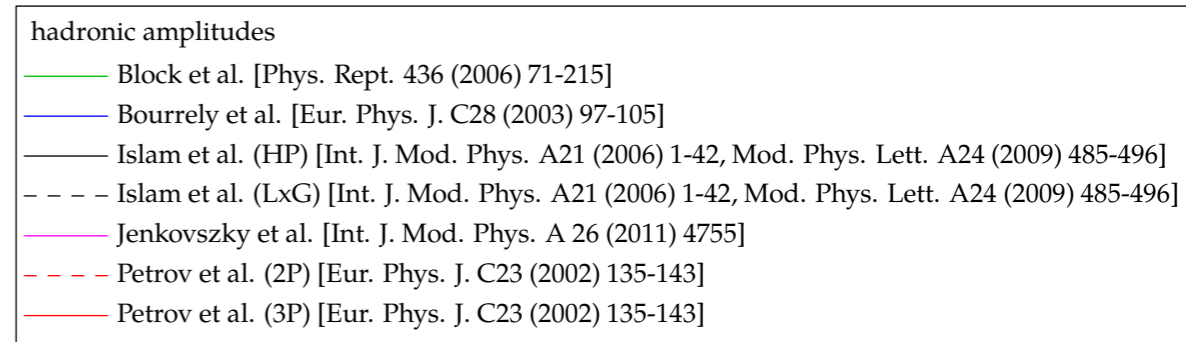 hadronic amplitudes
Block et al. [Phys. Rept. 436 (2006) 71-215]
Bourrely et al. [Eur. Phys. J. C28 (2003) 97-105]
Islam et al. (HP) [Int. J. Mod. Phys. A21 (2006) 1-42, Mod. Phys. Lett. A24 (2009) 485-496]
Islam et al. (LxG) [Int. J. Mod. Phys. A21 (2006) 1-42, Mod. Phys. Lett. A24 (2009) 485-496]
Jenkovszky et al. [Int. J. Mod. Phys. A 26 (2011) 4755]
Petrov et al. (2P) [Eur. Phys. J. C23 (2002) 135-143]
Petrov et al. (3P) [Eur. Phys. J. C23 (2002) 135-143]